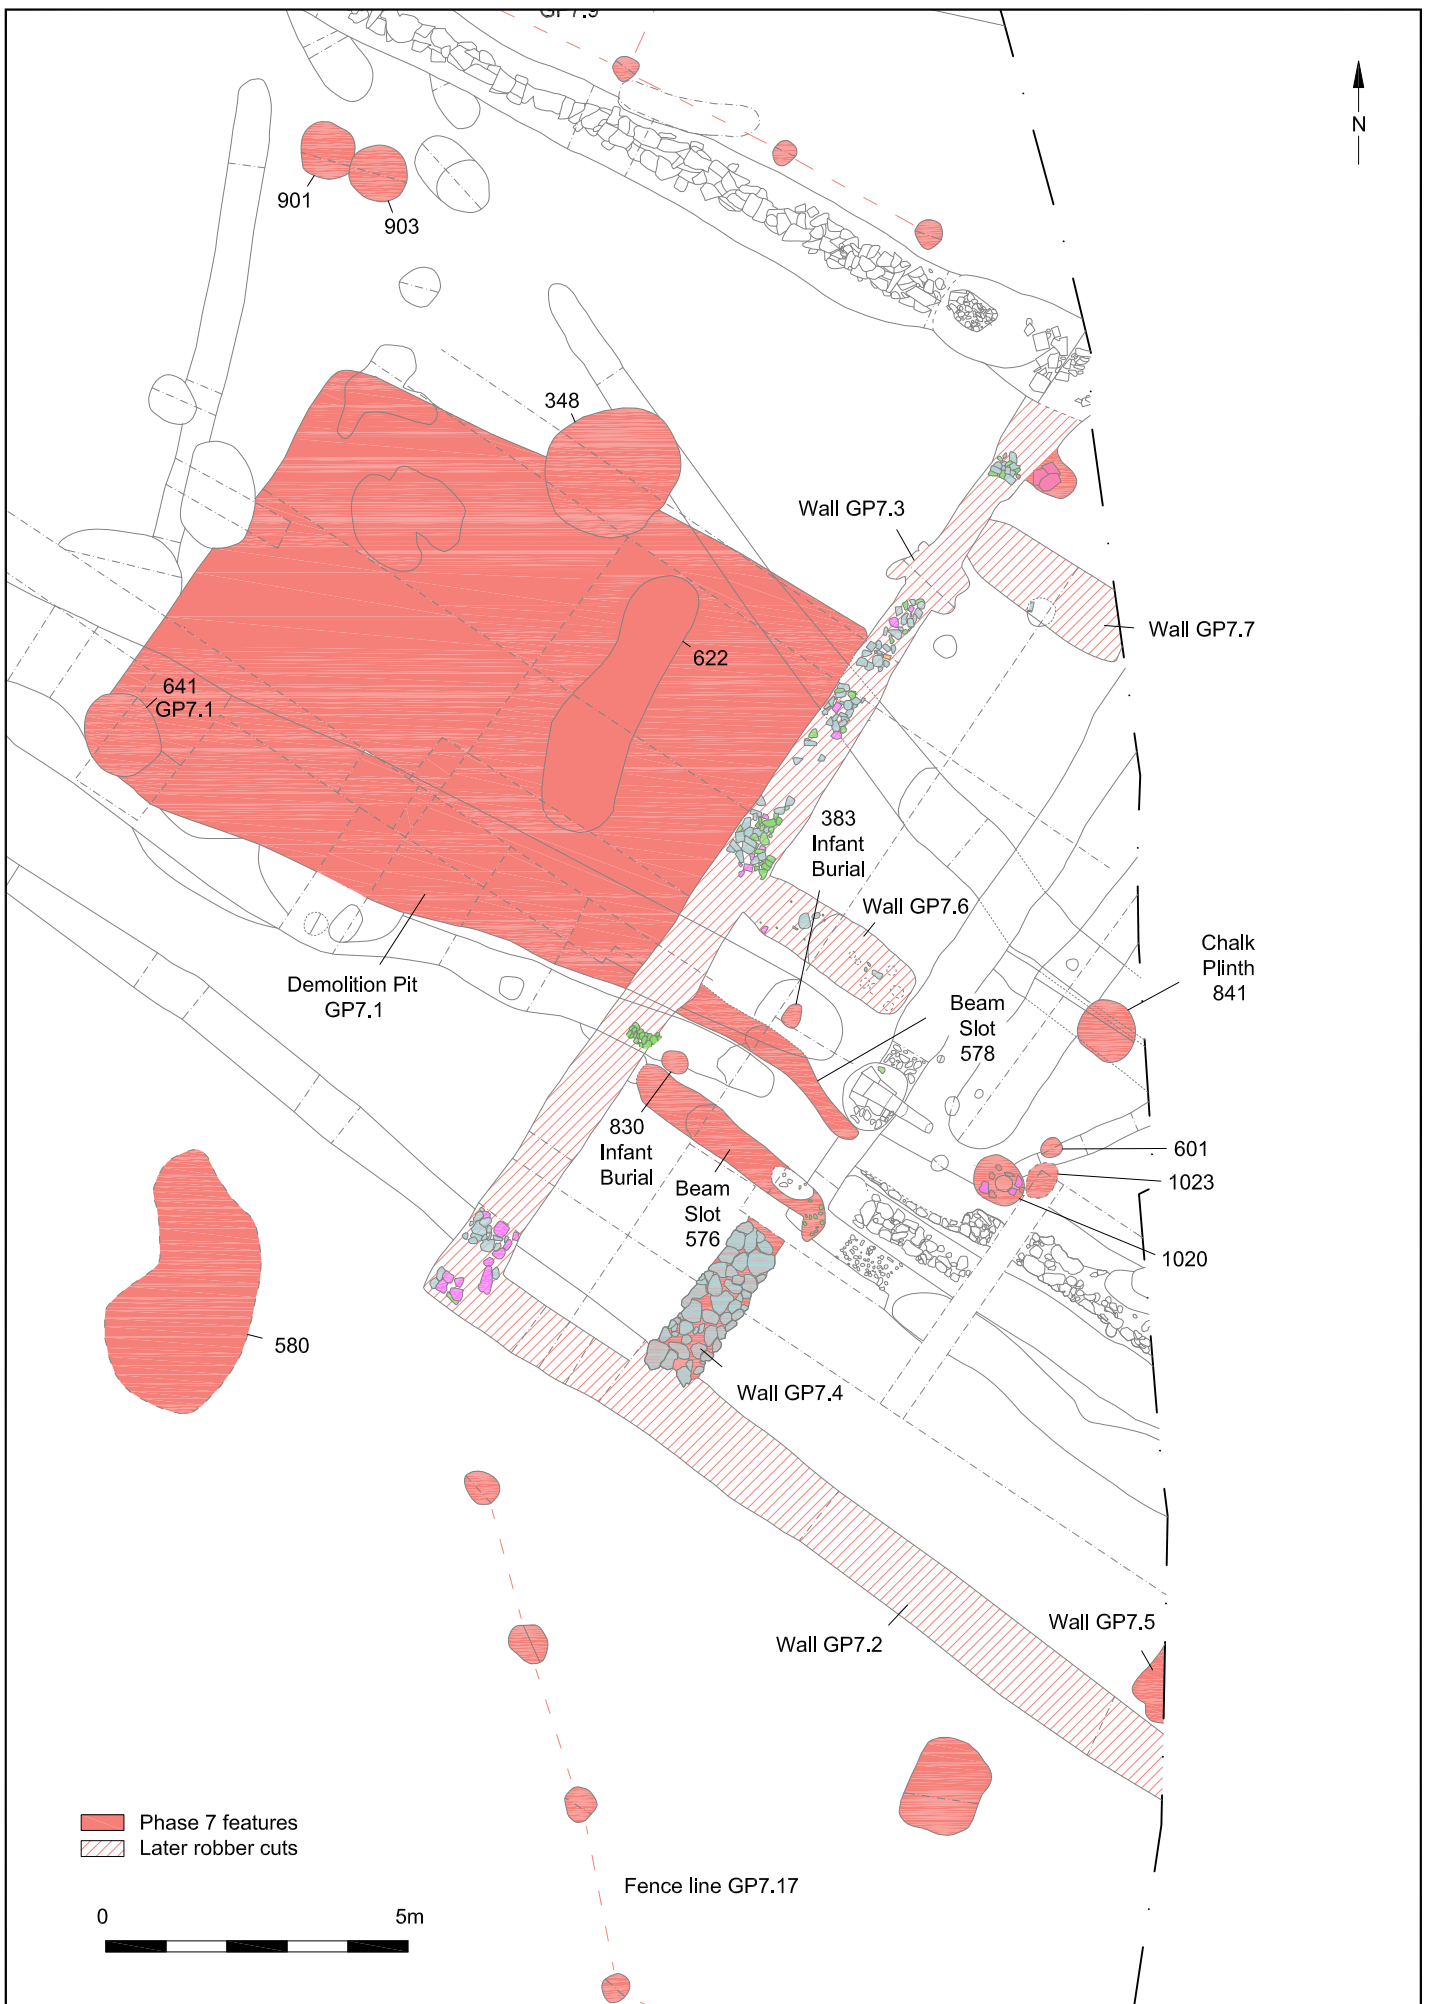 GP7.9
N
901
903
348
Wall GP7.3
Wall GP7.7
622
641
GP7.1
383
Infant
Burial
Wall GP7.6
Chalk
Plinth
841
Demolition Pit
GP7.1
Beam
Slot
578
830
Infant
Burial
601
1023
Beam
Slot
576
1020
580
Wall GP7.4
Wall GP7.5
Wall GP7.2
Phase 7 features
Later robber cuts
Fence line GP7.17
0 5m